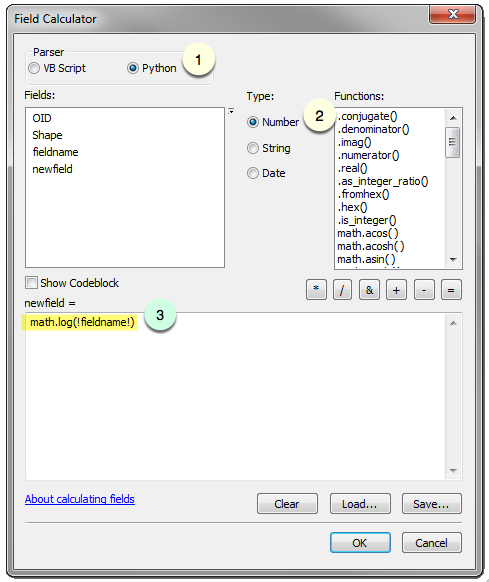 Field Calculator
Parser
VB Script
Python
1
Fields:
Type:
Functions:
OID
Shape
fieldname
newfield
Number
2
String
Date
.conjugate()
.denominator()
.imag()
.numerator()
.real()
.as_integer_ratio()
.fromhex()
.hex()
.is_integer()
math.acos( )
math.acosh( )
math.asin( )
Show Codeblock
* / & + - =
newfield =
math.log(!fieldname!)
3
About calculating fields
Clear
Load...
Save...
OK
Cancel